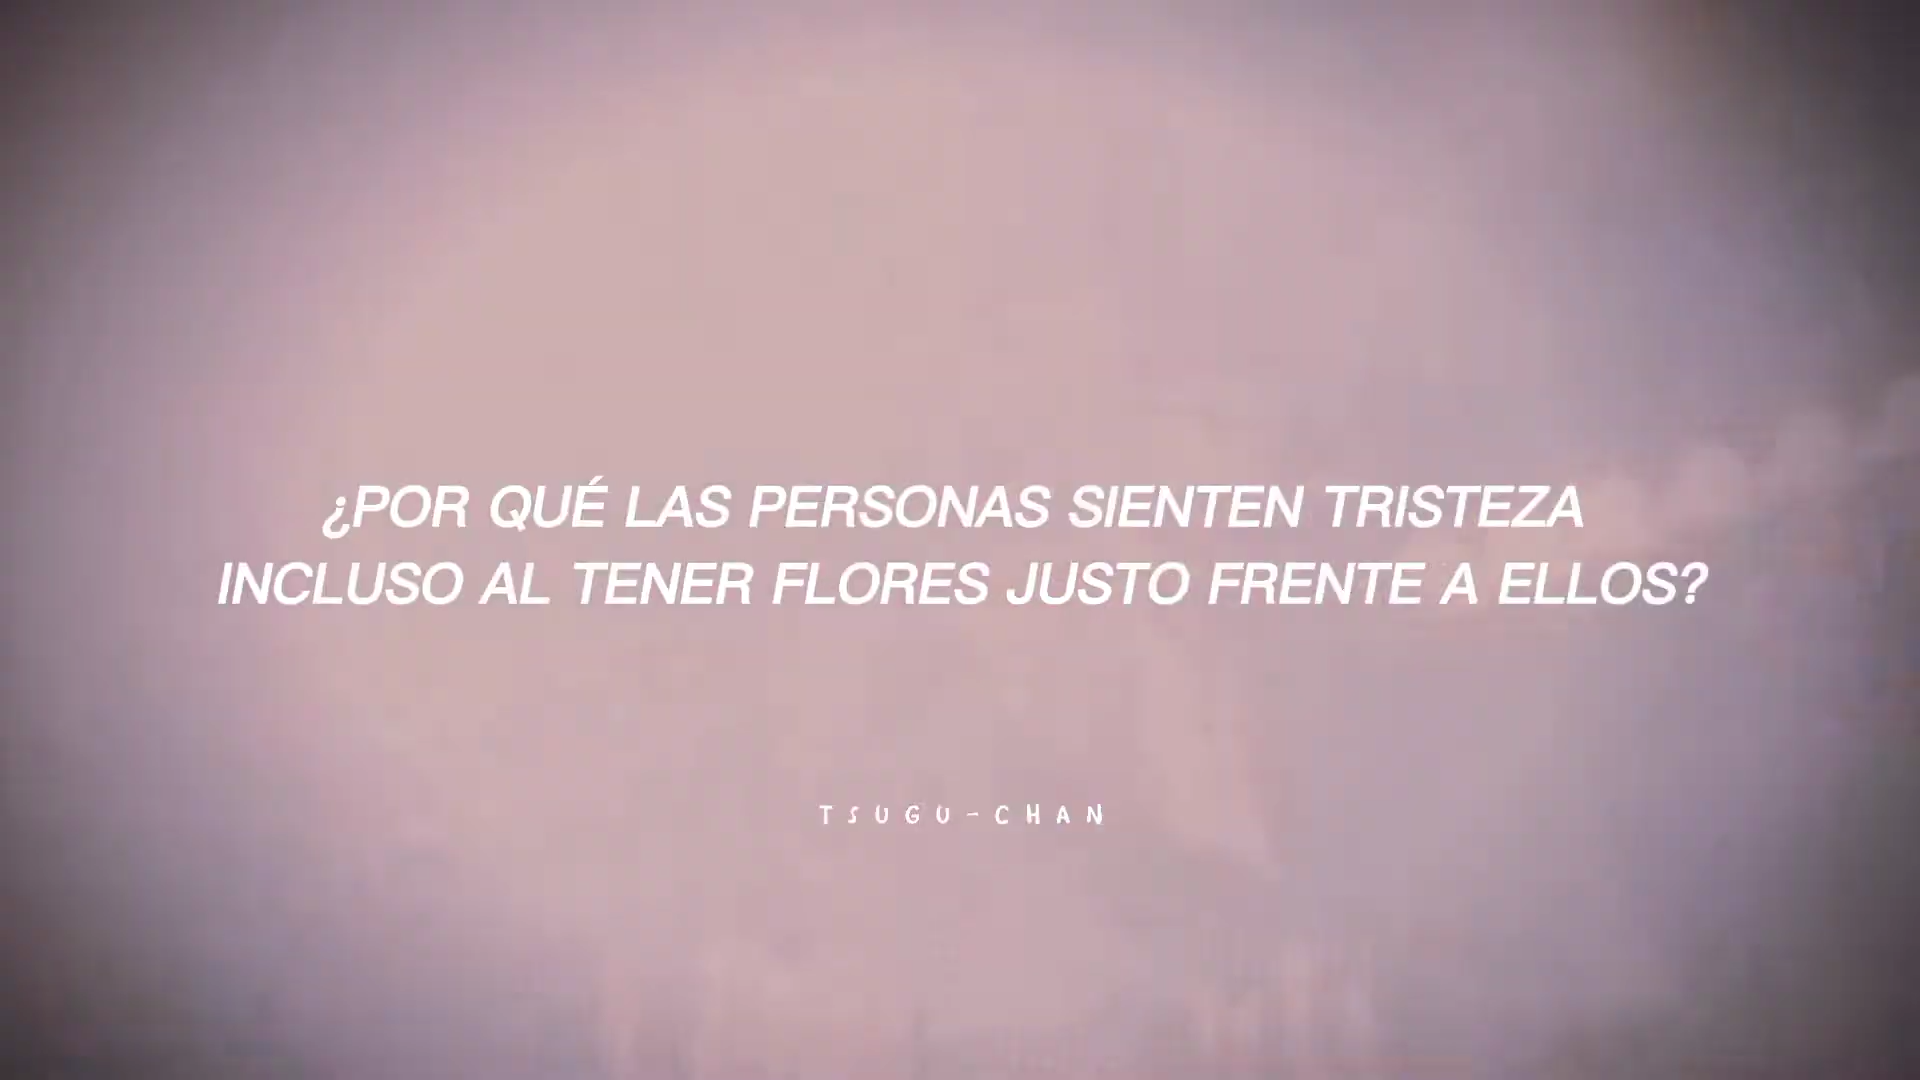 ¿POR QUÉ LAS PERSONAS SIENTEN TRISTEZA
INCLUSO AL TENER FLORES JUSTO FRENTE A ELLOS?
TSUGU-CHAN